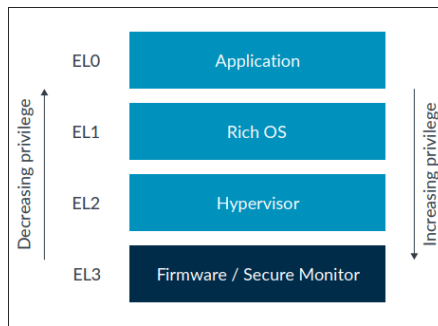 EL0 Application
EL1 Rich OS
EL2 Hypervisor
EL3 Firmware / Secure Monitor
Decreasing privilege
Increasing privilege